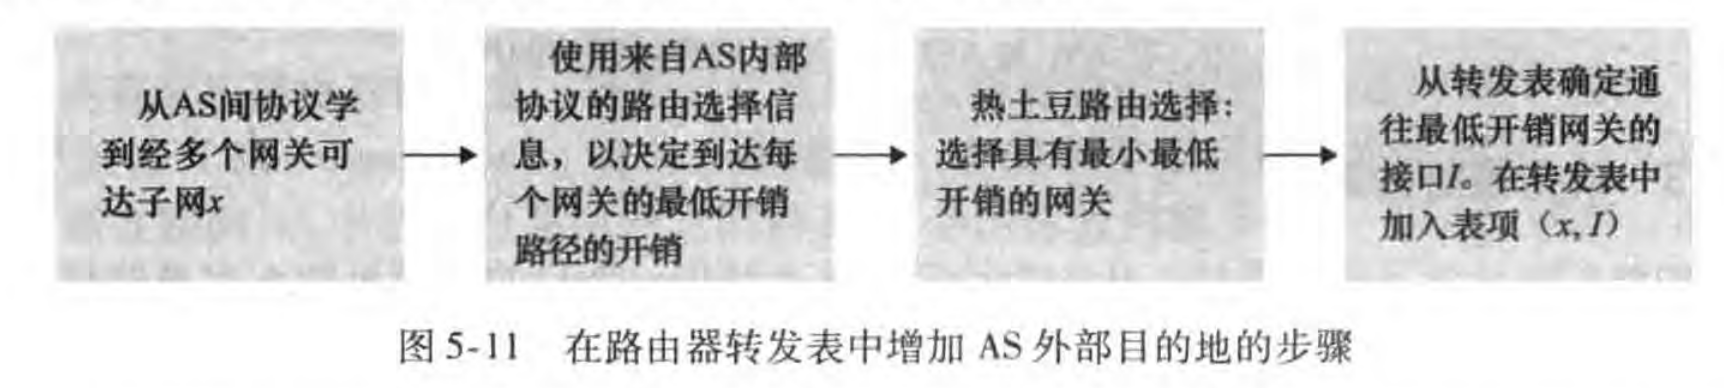 从AS间协议学
到经多个网关可
达子网x
使用来自AS内部
协议的路由选择信
息，以决定到达每
个网关的最低开销
路径的开销
热土豆路由选择：
选择具有最小最低
开销的网关
从转发表确定通
往最低开销网关的
接口I。在转发表中
加入表项（x, I）
图 5-11 在路由器转发表中增加 AS 外部目的地的步骤